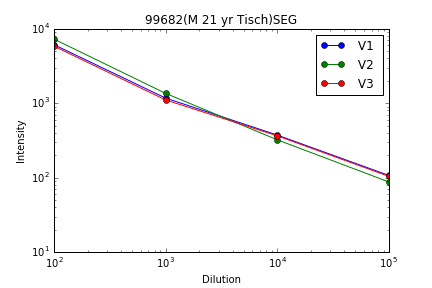 99682(M 21 yr Tisch)SEG
10^4
10^3
10^2
10^1
Intensity
V1
V2
V3
10^2 10^3 10^4 10^5
Dilution